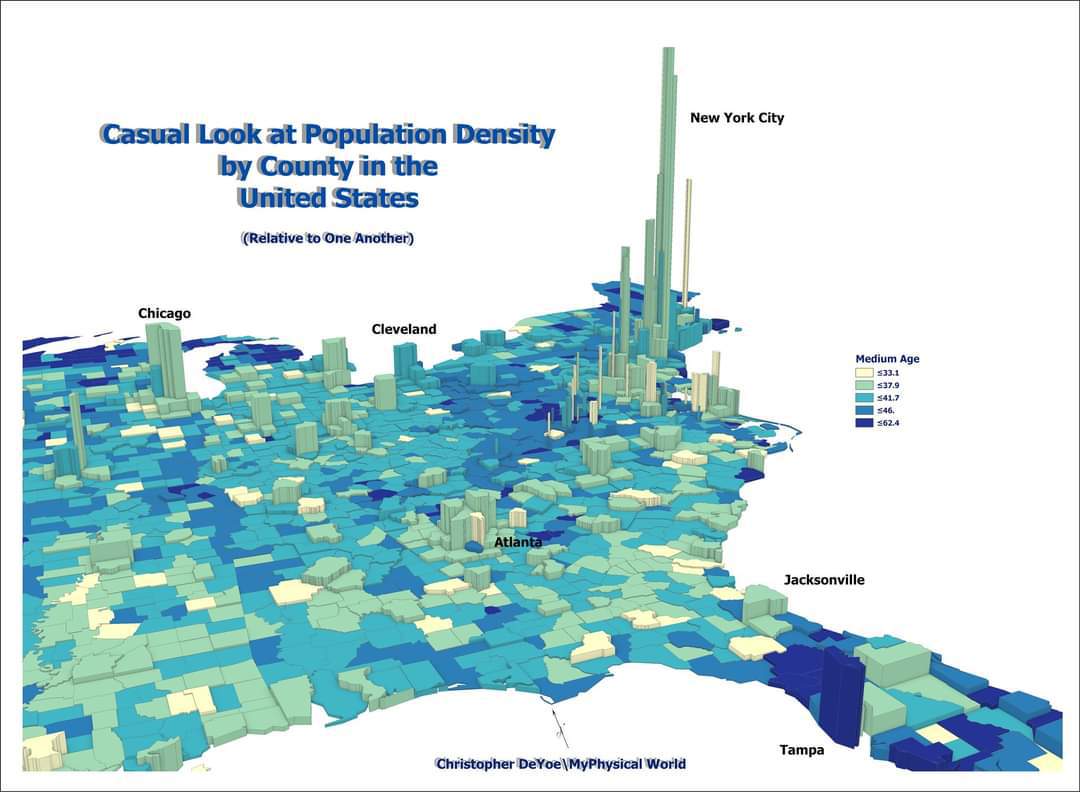 Casual Look at Population Density
by County in the
United States
(Relative to One Another)
New York City
Chicago
Cleveland
Medium Age
≤33.1
≤37.9
≤41.7
≤46.
≤62.4
Atlanta
Jacksonville
Tampa
Christopher DeYoe\MyPhysical World